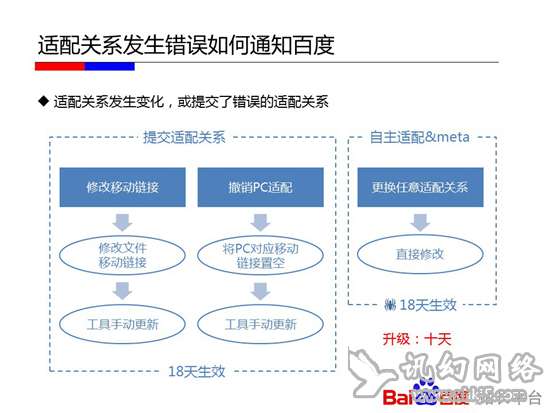 适配关系发生错误如何通知百度
适配关系发生变化，或提交了错误的适配关系
提交适配关系
修改移动链接
撤销PC适配
修改文件
移动链接
将PC对应移动
链接置空
工具手动更新
工具手动更新
18天生效
自主适配&meta
更换任意适配关系
直接修改
18天生效
升级：十天
讯幻网络
Bai
平台